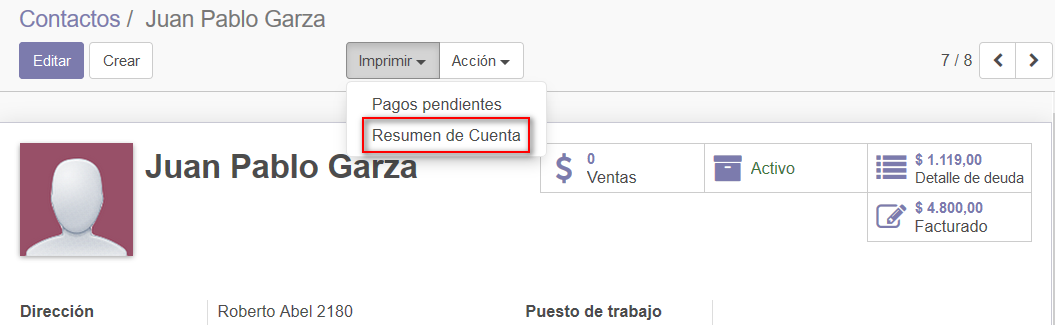 Contactos / Juan Pablo Garza
Editar Crear Imprimir Acción 7 / 8
Pagos pendientes
Resumen de Cuenta
Juan Pablo Garza
0
Ventas
Activo
$ 1.119,00
Detalle de deuda
$ 4.800,00
Facturado
Dirección Roberto Abel 2180 Puesto de trabajo